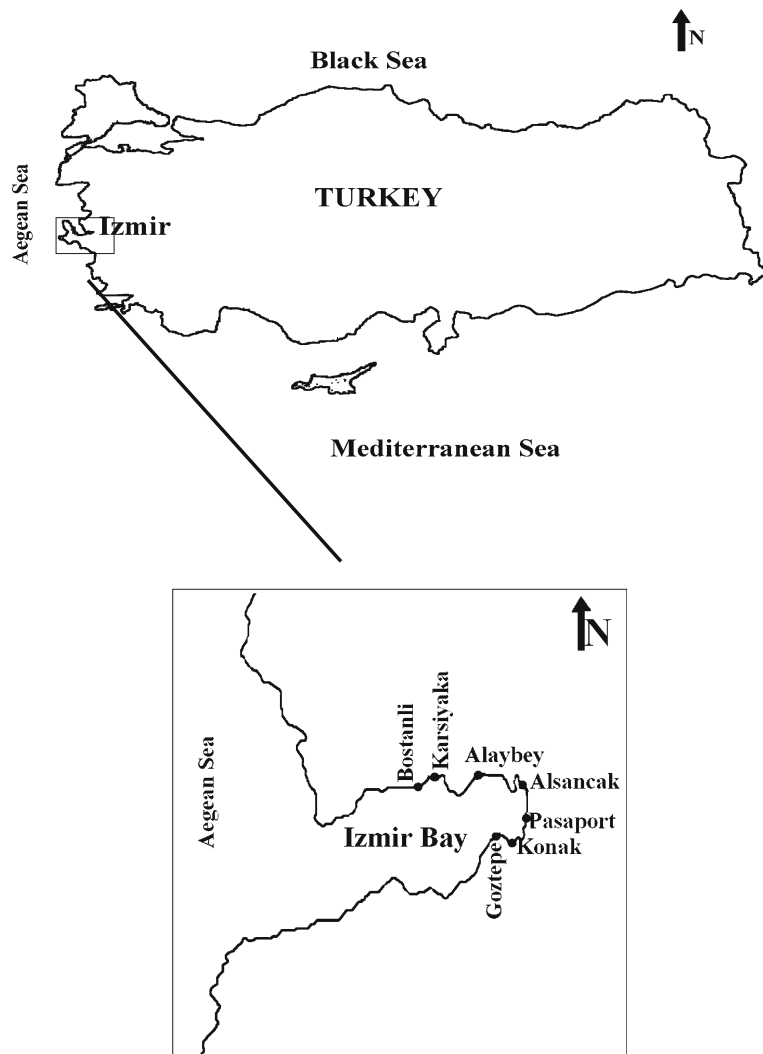 N
Black Sea
Aegean Sea
TURKEY
Izmir
Mediterranean Sea
N
Aegean Sea
Bostanli
Karsiyaka
Alaybey
Alsancak
Pasaport
Izmir Bay
Konak
Goztepe